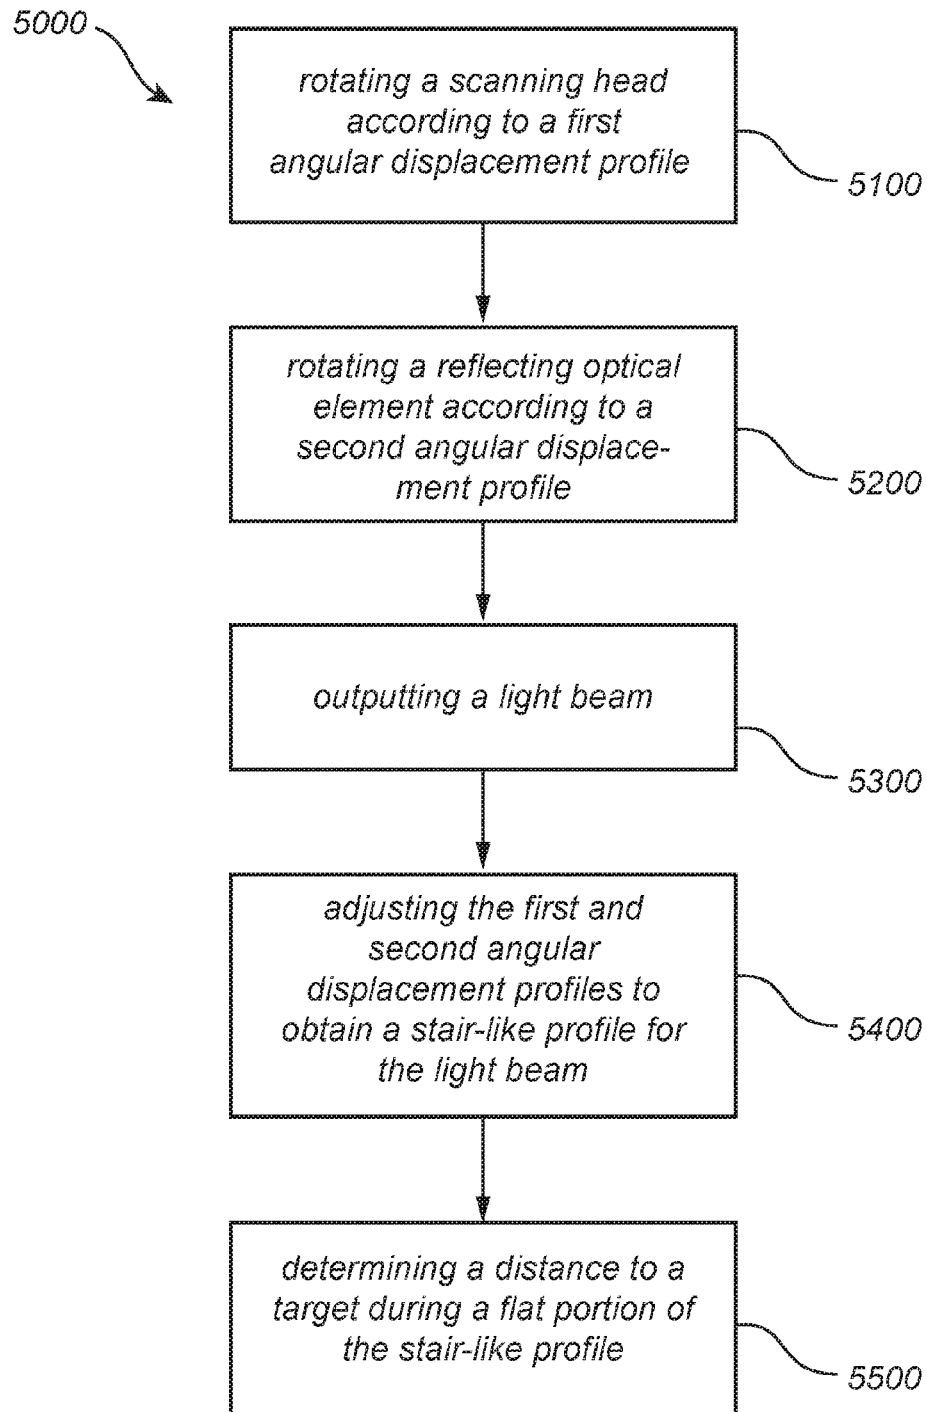 5000
rotating a scanning head
according to a first
angular displacement profile
5100
rotating a reflecting optical
element according to a
second angular displace-
ment profile
5200
outputting a light beam
5300
adjusting the first and
second angular
displacement profiles to
obtain a stair-like profile for
the light beam
5400
determining a distance to a
target during a flat portion of
the stair-like profile
5500